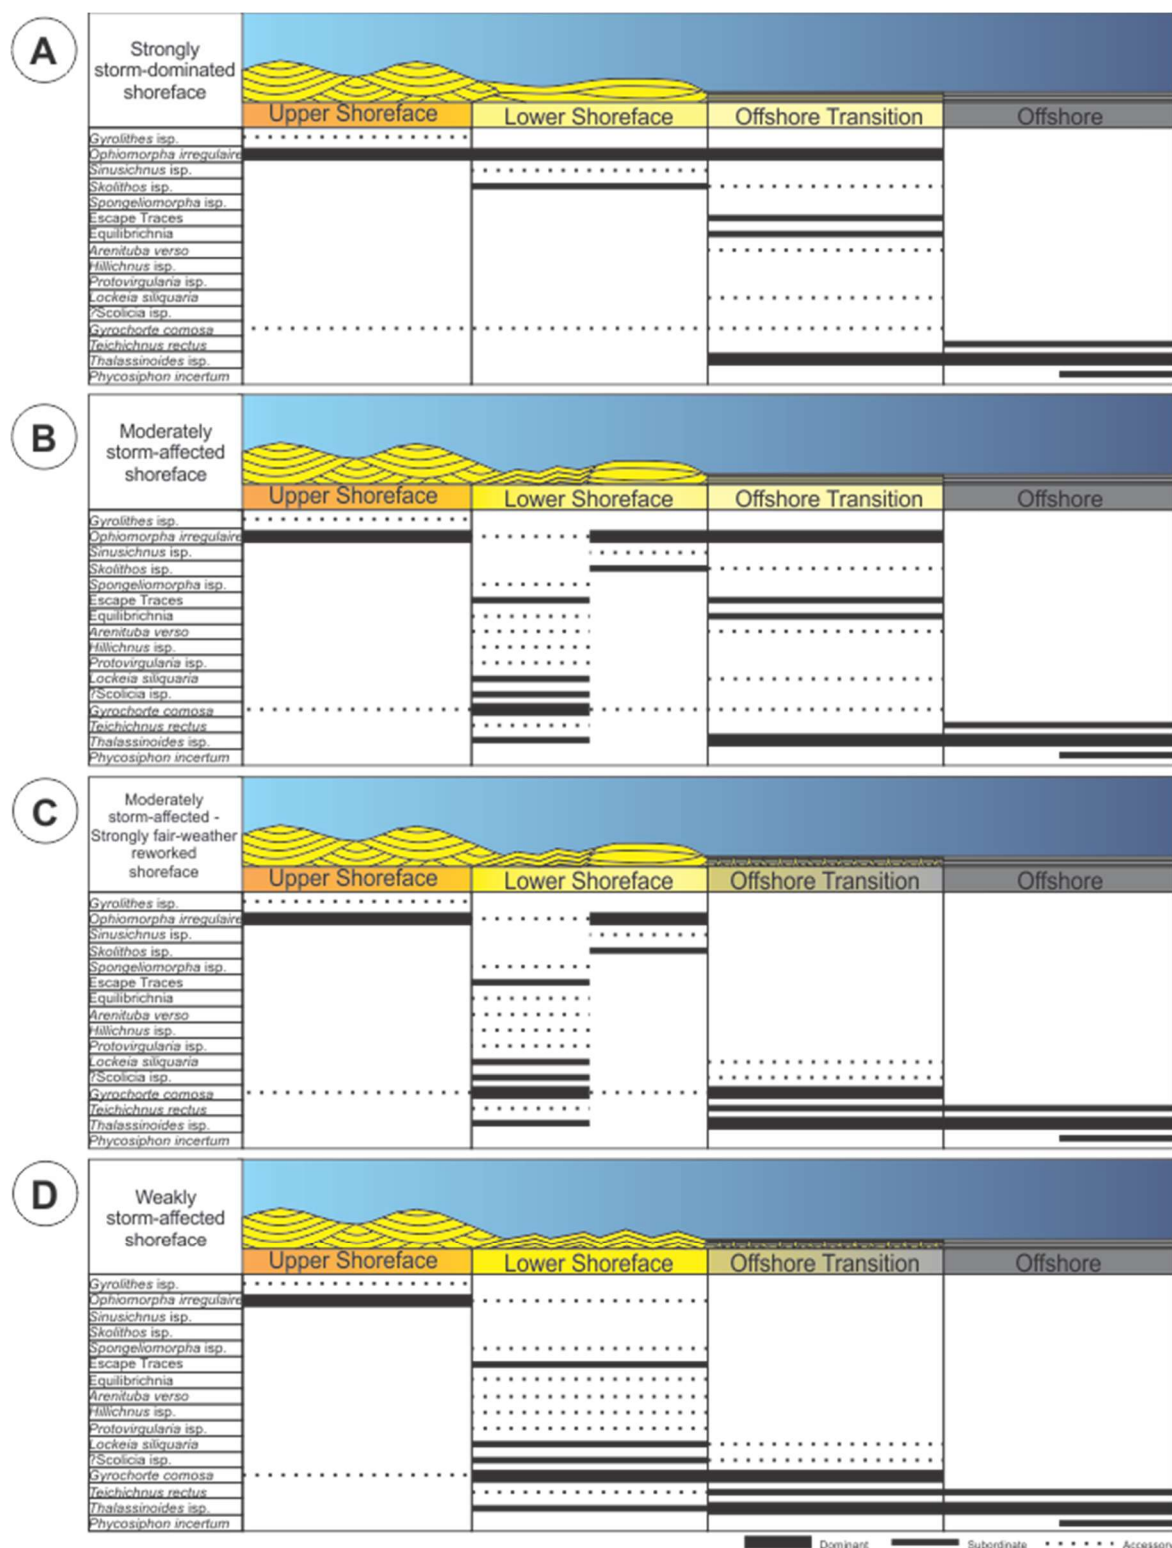 A
Strongly
storm-dominated
shoreface
Upper Shoreface Lower Shoreface Offshore Transition Offshore
Gyrolithes isp.
Ophiomorpha irregulaire
Sinusichnus isp.
Skolithos isp.
Spongeliomorpha isp.
Escape Traces
Equilibrichnia
Arenituba verso
Hillichnus isp.
Protovirgularia isp.
Lockeia siliquaria
?Scolicia isp.
Gyrochorte comosa
Teichichnus rectus
Thalassinoides isp.
Phycosiphon incertum
B
Moderately
storm-affected
shoreface
Upper Shoreface Lower Shoreface Offshore Transition Offshore
Gyrolithes isp.
Ophiomorpha irregulaire
Sinusichnus isp.
Skolithos isp.
Spongeliomorpha isp.
Escape Traces
Equilibrichnia
Arenituba verso
Hillichnus isp.
Protovirgularia isp.
Lockeia siliquaria
?Scolicia isp.
Gyrochorte comosa
Teichichnus rectus
Thalassinoides isp.
Phycosiphon incertum
C
Moderately
storm-affected -
Strongly fair-weather
reworked
shoreface
Upper Shoreface Lower Shoreface Offshore Transition Offshore
Gyrolithes isp.
Ophiomorpha irregulaire
Sinusichnus isp.
Skolithos isp.
Spongeliomorpha isp.
Escape Traces
Equilibrichnia
Arenituba verso
Hillichnus isp.
Protovirgularia isp.
Lockeia siliquaria
?Scolicia isp.
Gyrochorte comosa
Teichichnus rectus
Thalassinoides isp.
Phycosiphon incertum
D
Weakly
storm-affected
shoreface
Upper Shoreface Lower Shoreface Offshore Transition Offshore
Gyrolithes isp.
Ophiomorpha irregulaire
Sinusichnus isp.
Skolithos isp.
Spongeliomorpha isp.
Escape Traces
Equilibrichnia
Arenituba verso
Hillichnus isp.
Protovirgularia isp.
Lockeia siliquaria
?Scolicia isp.
Gyrochorte comosa
Teichichnus rectus
Thalassinoides isp.
Phycosiphon incertum
Dominant Subordinate Accessory